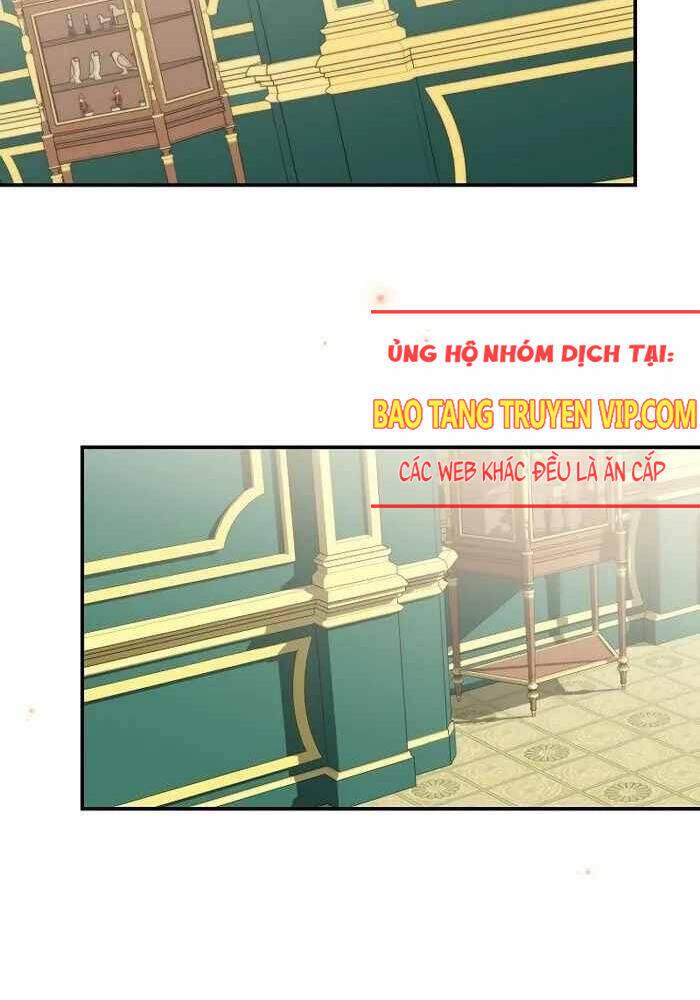 ỦNG HỘ NHÓM DỊCH TẠI:
BAO TANG TRUYEN VIP.COM
CÁC WEB KHÁC ĐỀU LÀ ĂN CẮP